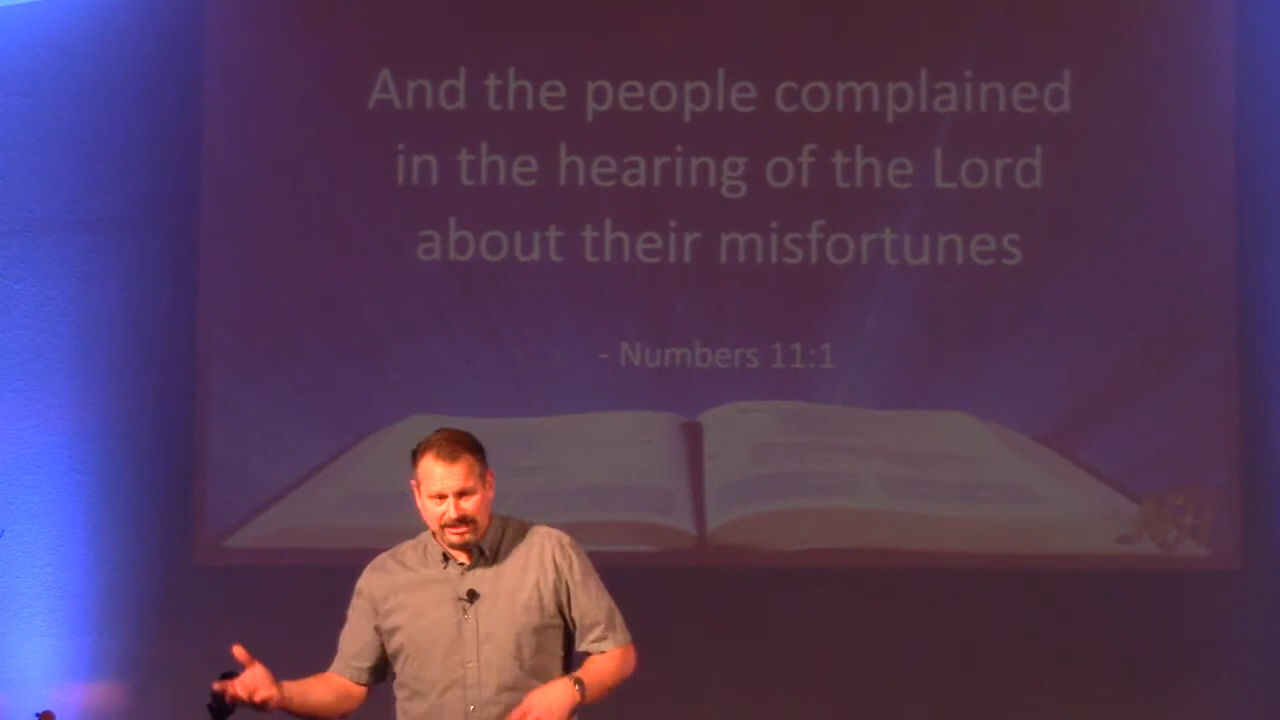 And the people complained
in the hearing of the Lord
about their misfortunes
- Numbers 11:1